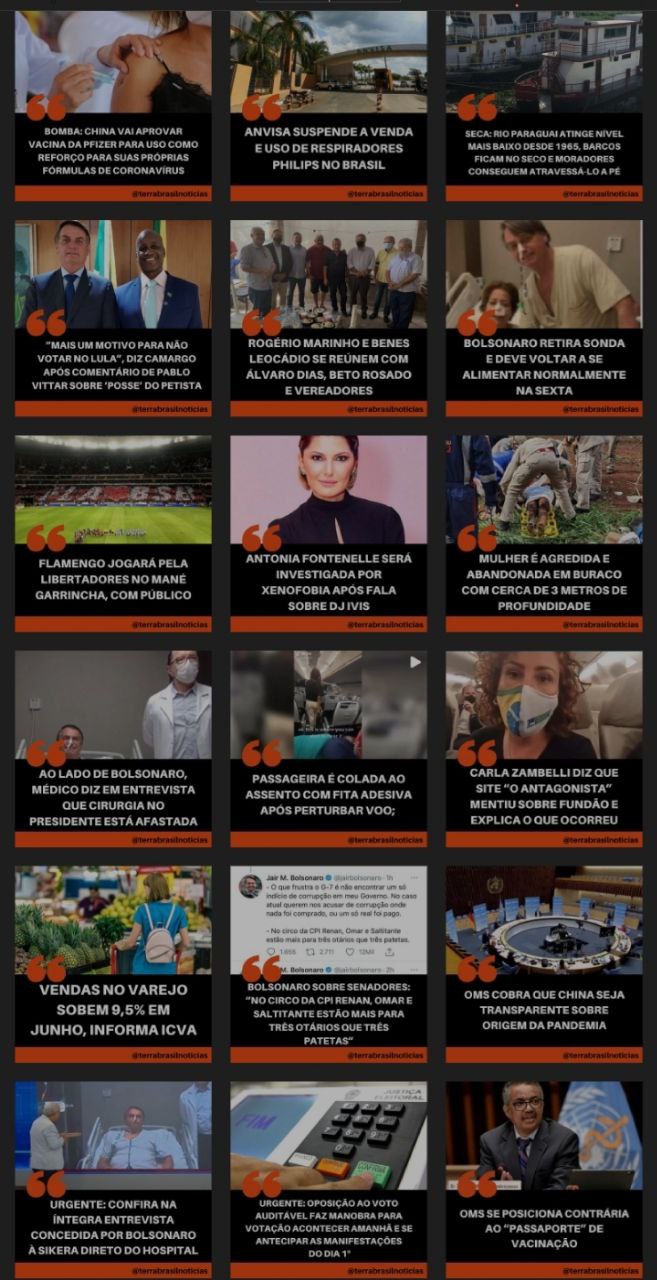 BOMBA: CHINA VAI APROVAR
VACINA DA PFIZER PARA USO COMO
REFORÇO PARA SUAS PRÓPRIAS
FÓRMULAS DE CORONAVÍRUS
@terrabrasilnoticias
ANVISA SUSPENDE A VENDA
E USO DE RESPIRADORES
PHILIPS NO BRASIL
@terrabrasilnoticias
SECA: RIO PARAGUAI ATINGE NÍVEL
MAIS BAIXO DESDE 1965, BARCOS
FICAM NO SECO E MORADORES
CONSEGUEM ATRAVESSÁ-LO A PÉ
@terrabrasilnoticias
"MAIS UM MOTIVO PARA NÃO
VOTAR NO LULA", DIZ CAMARGO
APÓS COMENTÁRIO DE PABLO
VITTAR SOBRE 'POSSE' DO PETISTA
@terrabrasilnoticias
ROGÉRIO MARINHO E BENES
LEOCÁDIO SE REÚNEM COM
ÁLVARO DIAS, BETO ROSADO
E VEREADORES
@terrabrasilnoticias
BOLSONARO RETIRA SONDA
E DEVE VOLTAR A SE
ALIMENTAR NORMALMENTE
NA SEXTA
@terrabrasilnoticias
FLAMENGO JOGARÁ PELA
LIBERTADORES NO MANÉ
GARRINCHA, COM PÚBLICO
@terrabrasilnoticias
ANTONIA FONTENELLE SERÁ
INVESTIGADA POR
XENOFOBIA APÓS FALA
SOBRE DJ IVIS
@terrabrasilnoticias
MULHER É AGREDIDA E
ABANDONADA EM BURACO
COM CERCA DE 3 METROS DE
PROFUNDIDADE
@terrabrasilnoticias
AO LADO DE BOLSONARO,
MÉDICO DIZ EM ENTREVISTA
QUE CIRURGIA NO
PRESIDENTE ESTÁ AFASTADA
@terrabrasilnoticias
PASSAGEIRA É COLADA AO
ASSENTO COM FITA ADESIVA
APÓS PERTURBAR VOO;
@terrabrasilnoticias
CARLA ZAMBELLI DIZ QUE
SITE "O ANTAGONISTA"
MENTIU SOBRE FUNDÃO E
EXPLICA O QUE OCORREU
@terrabrasilnoticias
VENDAS NO VAREJO
SOBEM 9,5% EM
JUNHO, INFORMA ICVA
@terrabrasilnoticias
Jair M. Bolsonaro @jairbolsonaro · 1h
- O que frustra o G-7 é não encontrar um só
indício de corrupção em meu Governo. No caso
atual querem nos acusar de corrupção onde
nada foi comprado, ou um só real foi pago.
- No circo da CPI Renan, Omar e Saltitante
estão mais para três otários que três patetas.
1.655 2.711 12Mil
M. Bolsonaro @jairbolsonaro · 2h
BOLSONARO SOBRE SENADORES:
"NO CIRCO DA CPI RENAN, OMAR E
SALTITANTE ESTÃO MAIS PARA
TRÊS OTÁRIOS QUE TRÊS
PATETAS"
@terrabrasilnoticias
OMS COBRA QUE CHINA SEJA
TRANSPARENTE SOBRE
ORIGEM DA PANDEMIA
@terrabrasilnoticias
URGENTE: CONFIRA NA
ÍNTEGRA ENTREVISTA
CONCEDIDA POR BOLSONARO
À SIKERA DIRETO DO HOSPITAL
@terrabrasilnoticias
JUSTIÇA
ELEITORAL
FIM
CONFIRMA
URGENTE: OPOSIÇÃO AO VOTO
AUDITÁVEL FAZ MANOBRA PARA
VOTAÇÃO ACONTECER AMANHÃ E SE
ANTECIPAR AS MANIFESTAÇÕES
DO DIA 1°
@terrabrasilnoticias
OMS SE POSICIONA CONTRÁRIA
AO "PASSAPORTE" DE
VACINAÇÃO
@terrabrasilnoticias